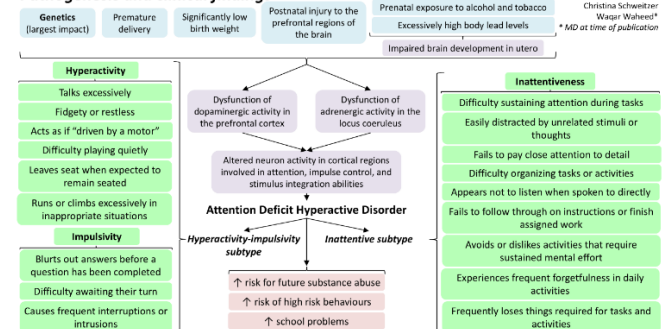 Christina Schweitzer
Waqar Waheed*
* MD at time of publication
Genetics
(largest impact)
Premature
delivery
Significantly low
birth weight
Postnatal injury to the
prefrontal regions of
the brain
Prenatal exposure to alcohol and tobacco
Excessively high body lead levels
Impaired brain development in utero
Hyperactivity
Talks excessively
Fidgety or restless
Acts as if “driven by a motor”
Difficulty playing quietly
Leaves seat when expected to
remain seated
Runs or climbs excessively in
inappropriate situations
Impulsivity
Blurts out answers before a
question has been completed
Difficulty awaiting their turn
Causes frequent interruptions or
intrusions
Dysfunction of
dopaminergic activity in
the prefrontal cortex
Dysfunction of
adrenergic activity in the
locus coeruleus
Altered neuron activity in cortical regions
involved in attention, impulse control, and
stimulus integration abilities
Attention Deficit Hyperactive Disorder
Hyperactivity-impulsivity
subtype
Inattentive subtype
↑ risk for future substance abuse
↑ risk of high risk behaviours
↑ school problems
Inattentiveness
Difficulty sustaining attention during tasks
Easily distracted by unrelated stimuli or
thoughts
Fails to pay close attention to detail
Difficulty organizing tasks or activities
Appears not to listen when spoken to directly
Fails to follow through on instructions or finish
assigned work
Avoids or dislikes activities that require
sustained mental effort
Experiences frequent forgetfulness in daily
activities
Frequently loses things required for tasks and
activities